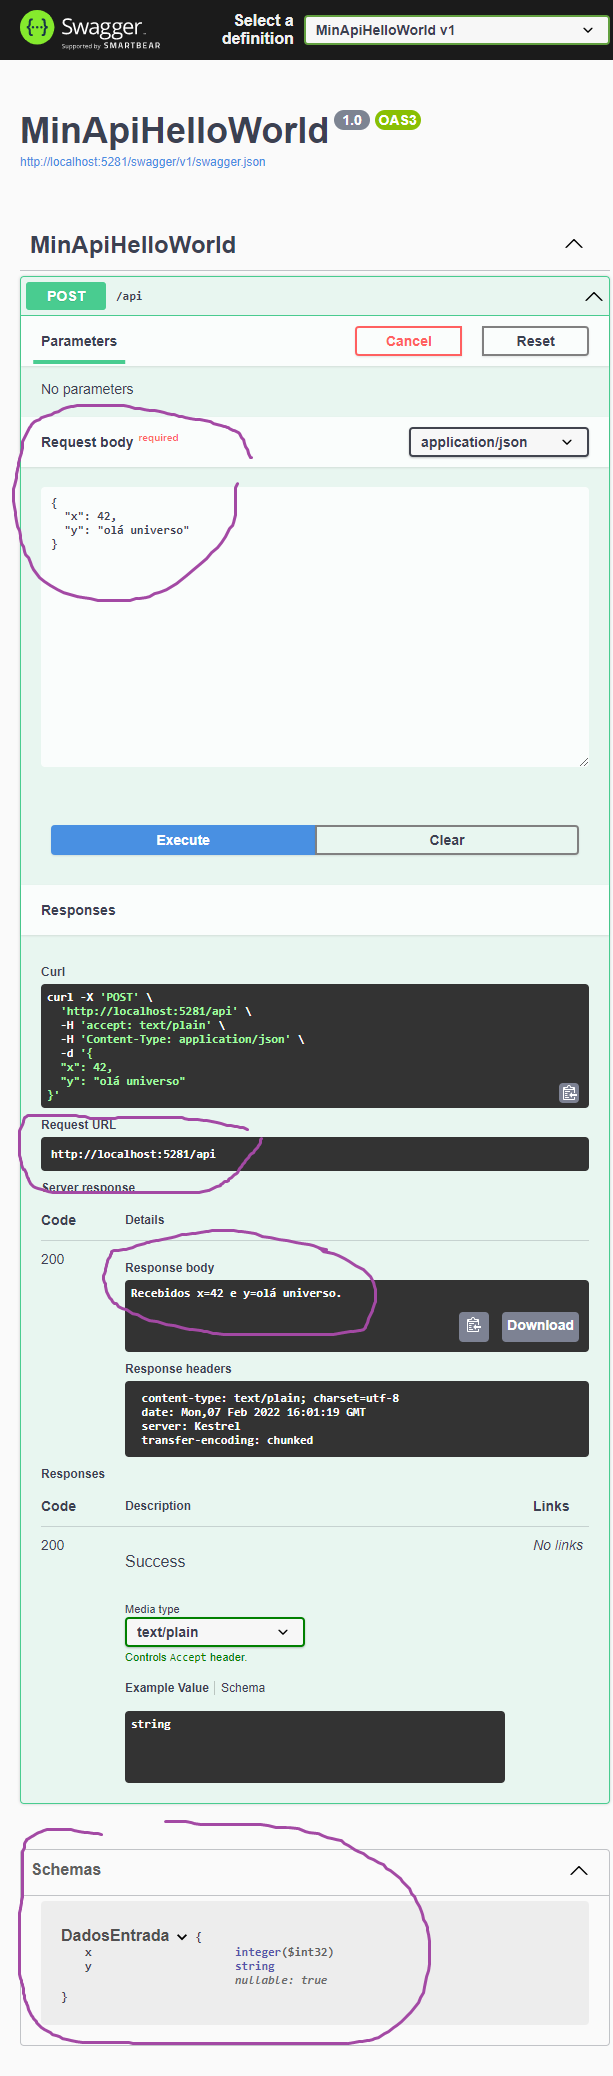 Swagger
Supported by SMARTBEAR
Select a definition
MinApiHelloWorld v1
MinApiHelloWorld 1.0 OAS3
http://localhost:5281/swagger/v1/swagger.json
MinApiHelloWorld
POST /api
Parameters Cancel Reset
No parameters
Request body required application/json
{
"x": 42,
"y": "olá universo"
}
Execute Clear
Responses
Curl
curl -X 'POST' \
'http://localhost:5281/api' \
-H 'accept: text/plain' \
-H 'Content-Type: application/json' \
-d '{
"x": 42,
"y": "olá universo"
}'
Request URL
http://localhost:5281/api
Server response
Code Details
200
Response body
Recebidos x=42 e y=olá universo.
Download
Response headers
content-type: text/plain; charset=utf-8
date: Mon,07 Feb 2022 16:01:19 GMT
server: Kestrel
transfer-encoding: chunked
Responses
Code Description Links
200 No links
Success
Media type
text/plain
Controls Accept header.
Example Value Schema
string
Schemas
DadosEntrada {
x integer($int32)
y string
nullable: true
}